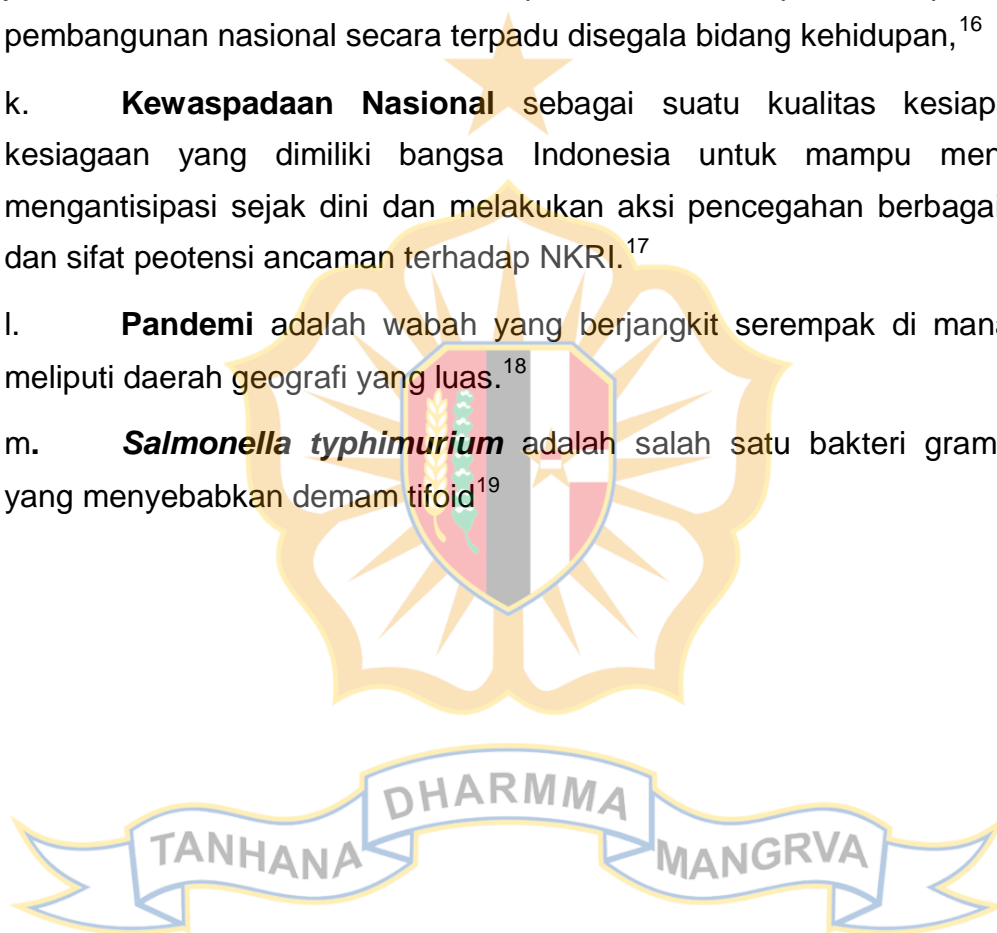 pembangunan nasional secara terpadu disegala bidang kehidupan,16
k. Kewaspadaan Nasional sebagai suatu kualitas
kesiagaan yang dimiliki bangsa Indonesia untuk mampu
mengantisipasi sejak dini dan melakukan aksi pencegahan berbagai
dan sifat peotensi ancaman terhadap NKRI.17
l. Pandemi adalah wabah yang berjangkit serempak di
meliputi daerah geografi yang luas.18
m. Salmonella typhimurium adalah salah satu bakteri gram
yang menyebabkan demam tifoid19
TANHANA DHARMMA MANGRVA